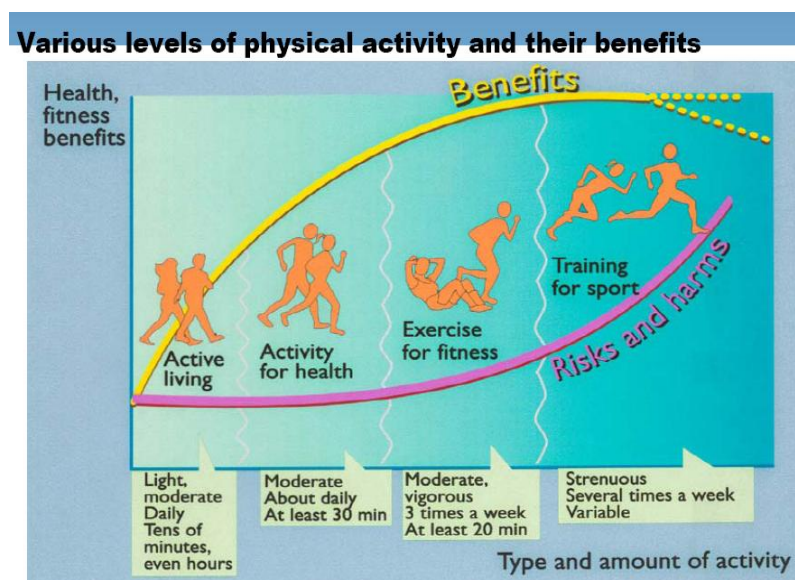 Various levels of physical activity and their benefits
Health,
fitness
benefits
Benefits
Active
living
Activity
for health
Exercise
for fitness
Training
for sport
Risks and harms
Light,
moderate
Daily
Tens of
minutes,
even hours
Moderate
About daily
At least 30 min
Moderate,
vigorous
3 times a week
At least 20 min
Strenuous
Several times a week
Variable
Type and amount of activity